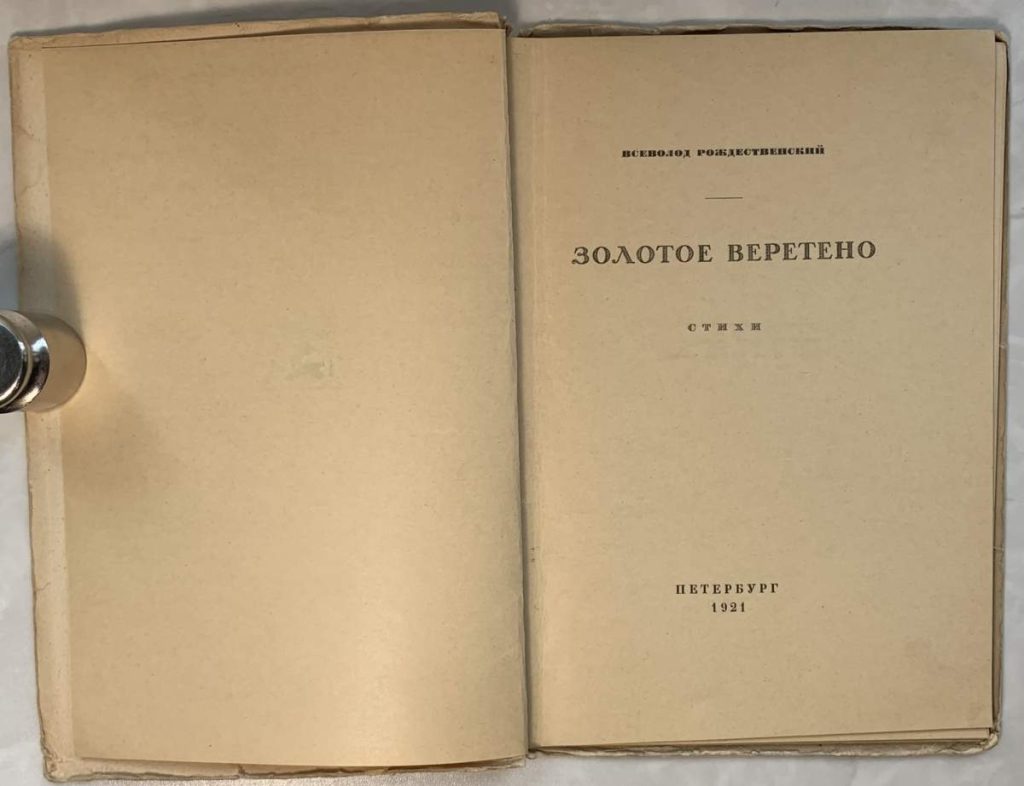 ВСЕВОЛОД РОЖДЕСТВЕНСКИЙ
ЗОЛОТОЕ ВЕРЕТЕНО
СТИХИ
ПЕТЕРБУРГ
1921